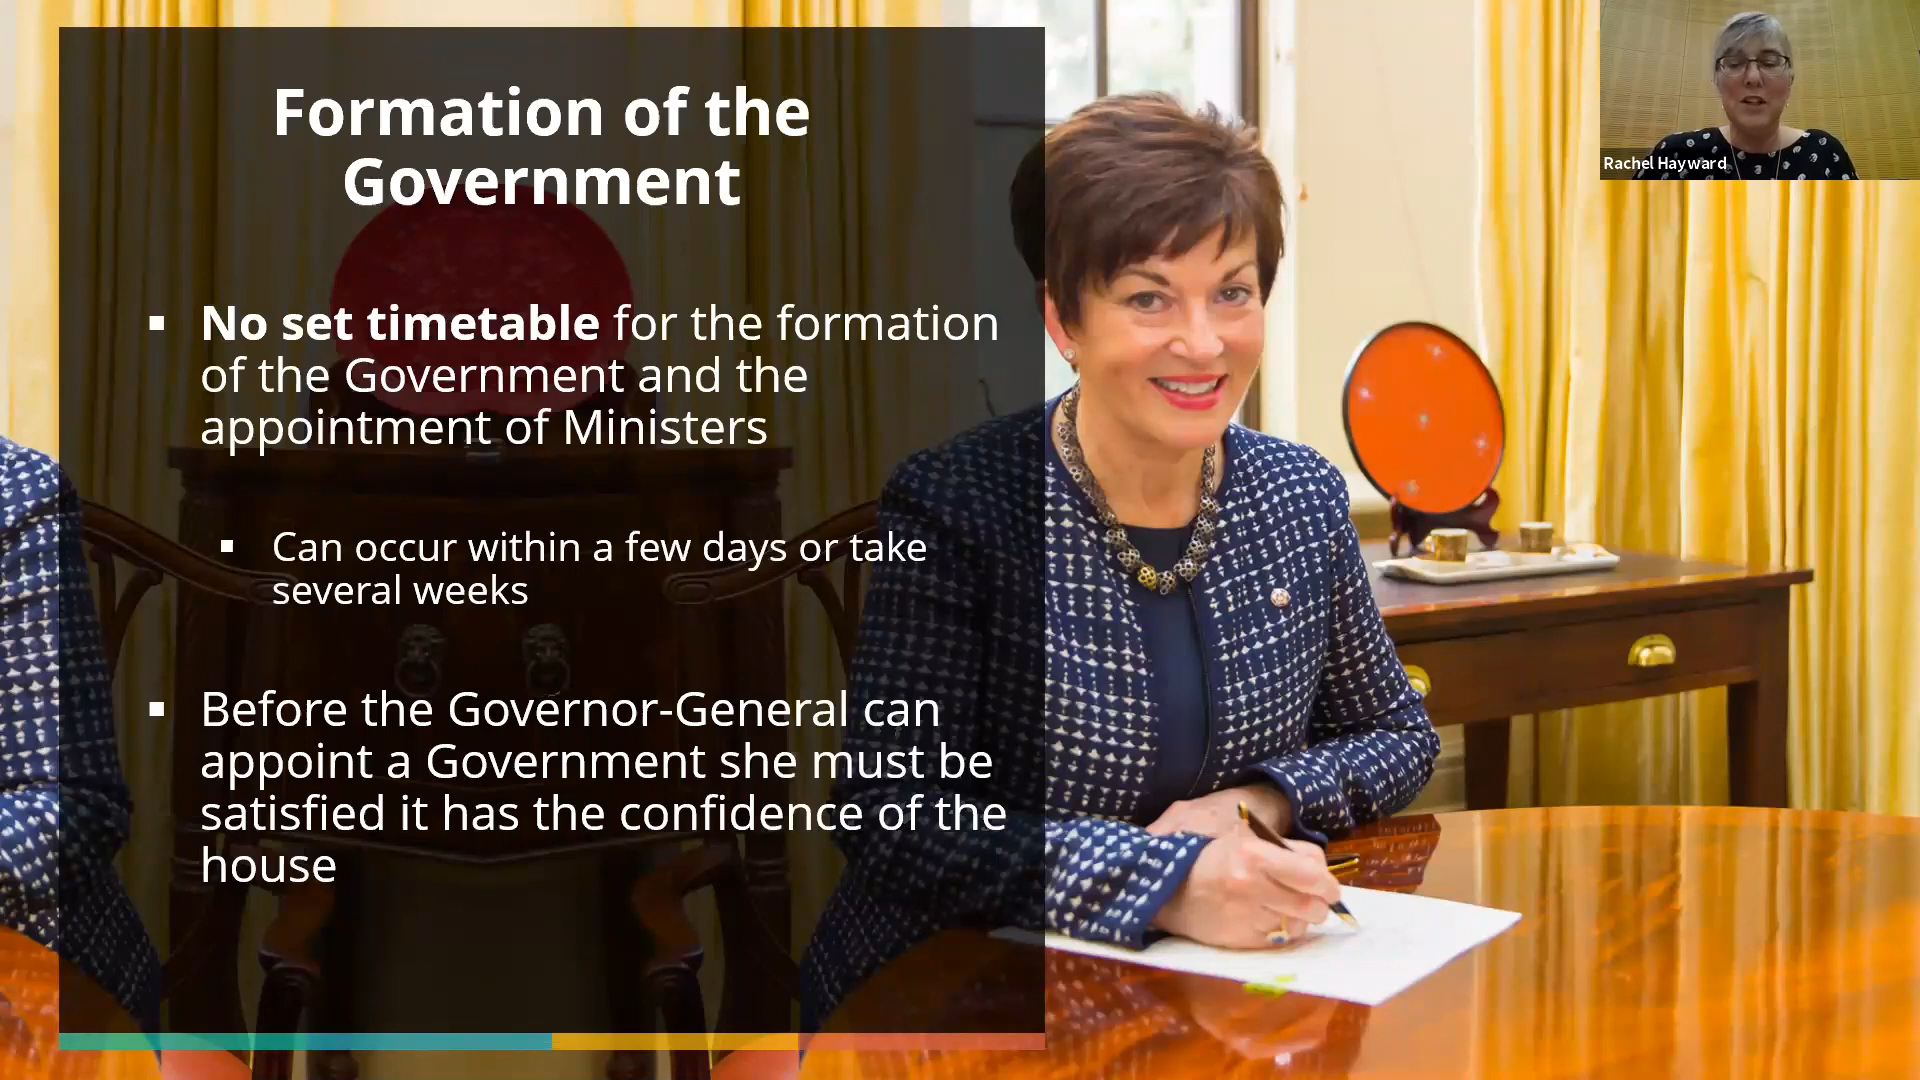 Formation of the
Government
▪ No set timetable for the formation
of the Government and the
appointment of Ministers
▪ Can occur within a few days or take
several weeks
▪ Before the Governor-General can
appoint a Government she must be
satisfied it has the confidence of the
house
Rachel Hayward